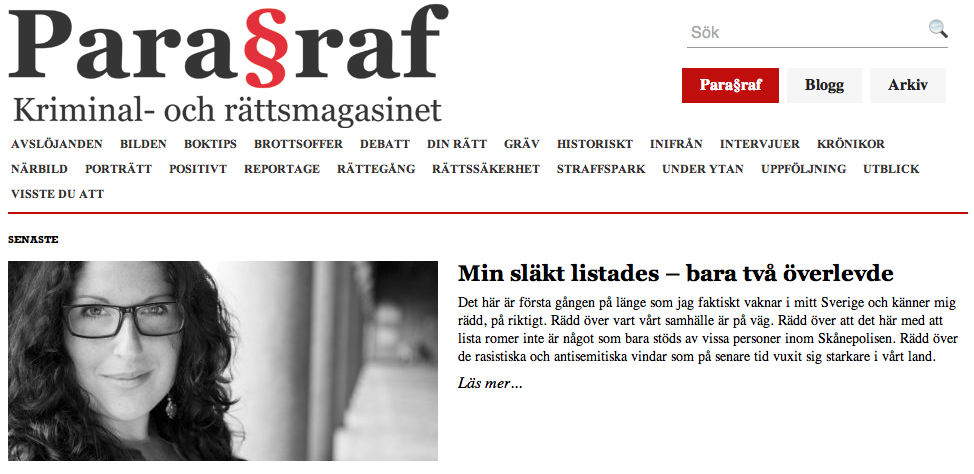 Para§raf
Kriminal- och rättsmagasinet
Sök
Para§raf Blogg Arkiv
AVSLÖJANDEN BILDEN BOKTIPS BROTTSOFFER DEBATT DIN RÄTT GRÄV HISTORISKT INIFRÅN INTERVJUER KRÖNIKOR
NÄRBILD PORTRÄTT POSITIVT REPORTAGE RÄTTEGÅNG RÄTTSSÄKERHET STRAFFSPARK UNDER YTAN UPPFÖLJNING UTBLICK
VISSTE DU ATT
SENASTE
Min släkt listades – bara två överlevde
Det här är första gången på länge som jag faktiskt vaknar i mitt Sverige och känner mig
rädd, på riktigt. Rädd över vart vårt samhälle är på väg. Rädd över att det här med att
lista romer inte är något som bara stöds av vissa personer inom Skånepolisen. Rädd över
de rasistiska och antisemitiska vindar som på senare tid vuxit sig starkare i vårt land.
Läs mer...